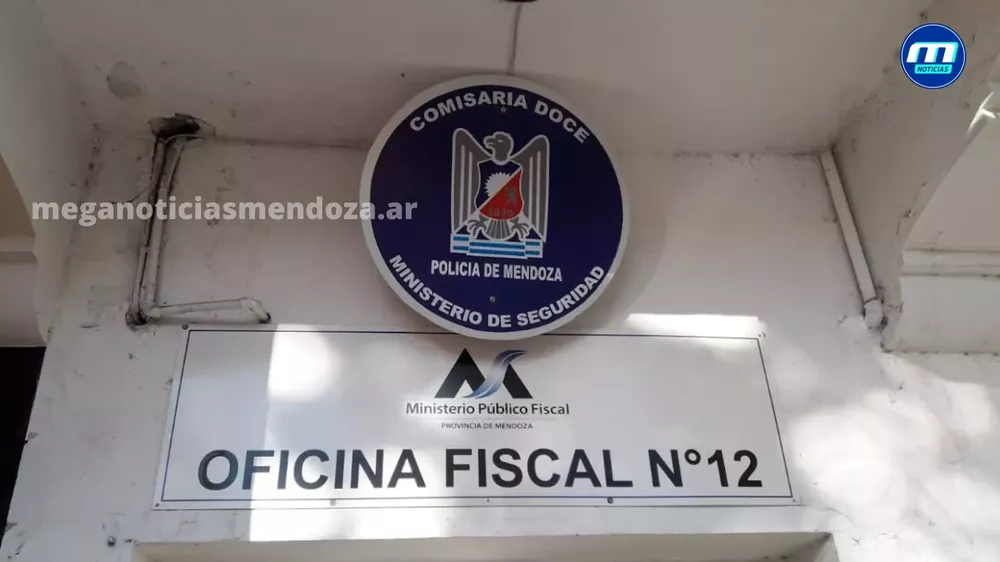 M
NOTICIAS
meganoticiasmendoza.ar
COMISARIA DOCE
POLICIA DE MENDOZA
MINISTERIO DE SEGURIDAD
Ministerio Público Fiscal
PROVINCIA DE MENDOZA
OFICINA FISCAL N°12